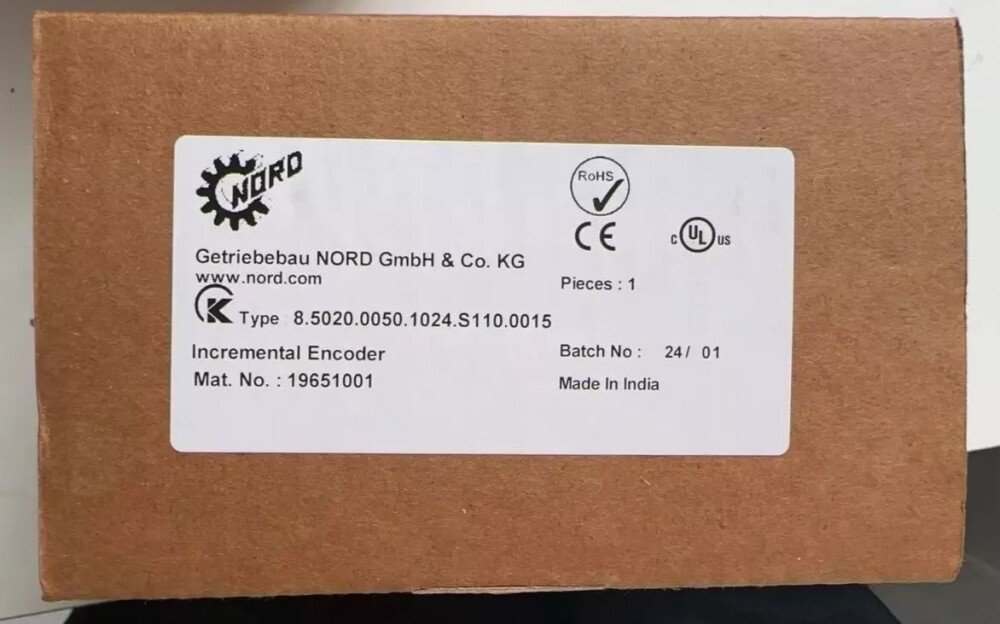 NORD
RoHS
CE
c UL US
Getriebebau NORD GmbH & Co. KG
www.nord.com
Pieces : 1
K Type 8.5020.0050.1024.S110.0015
Incremental Encoder
Batch No : 24/ 01
Mat. No. : 19651001
Made In India